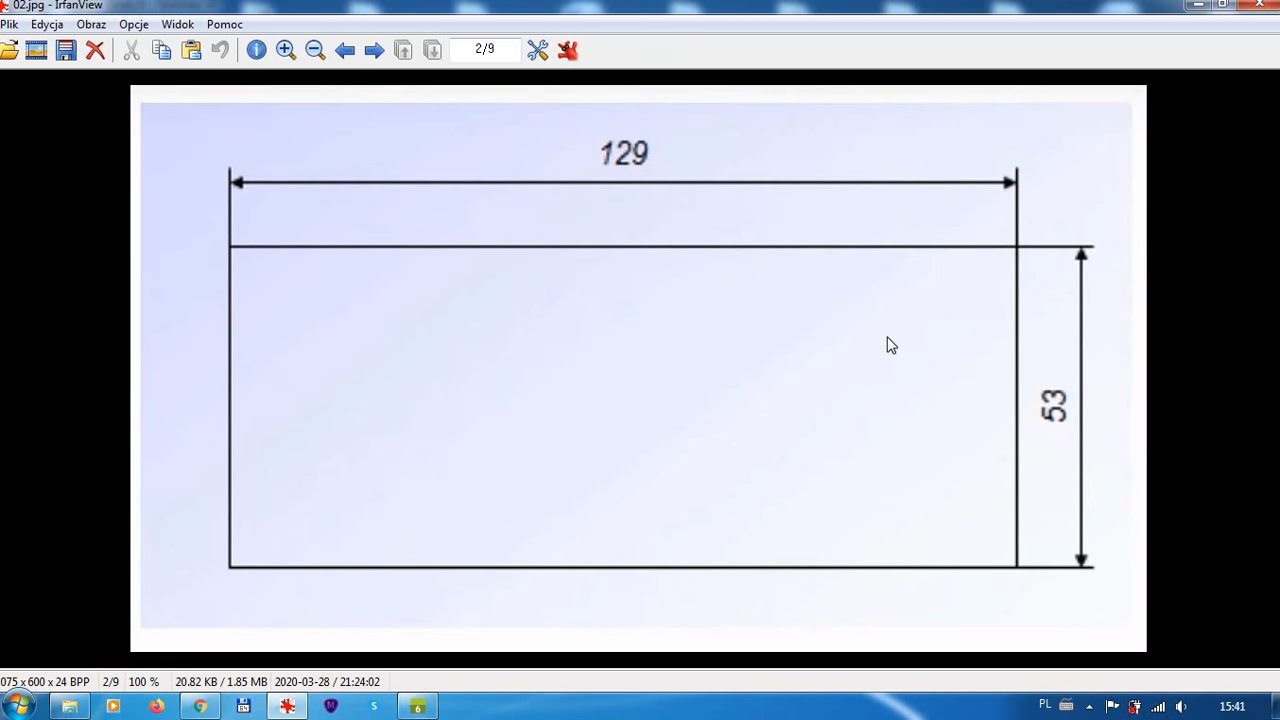 02.jpg - IrfanView
Plik Edycja Obraz Opcje Widok Pomoc
2/9
129
53
075 x 600 x 24 BPP 2/9 100 % 20.82 KB / 1.85 MB 2020-03-28 / 21:24:02
PL 15:41